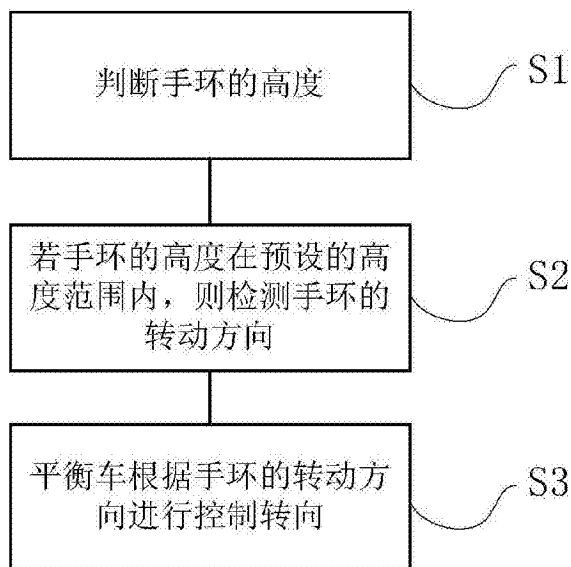 判断手环的高度
S1
若手环的高度在预设的高
度范围内，则检测手环的
转动方向
S2
平衡车根据手环的转动方
向进行控制转向
S3